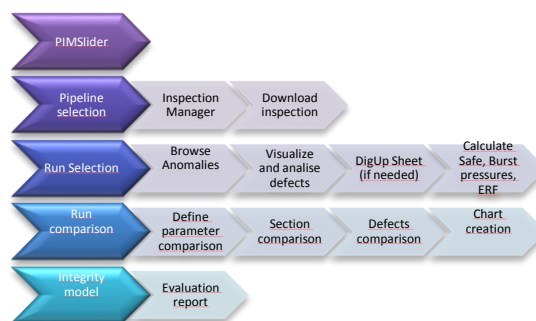 PIMSlider
Pipeline
selection
Inspection
Manager
Download
inspection
Run Selection
Browse
Anomalies
Visualize
and analise
defects
DigUp Sheet
(if needed)
Calculate
Safe, Burst
pressures,
ERF
Run
comparison
Define
parameter
comparison
Section
comparison
Defects
comparison
Chart
creation
Integrity
model
Evaluation
report